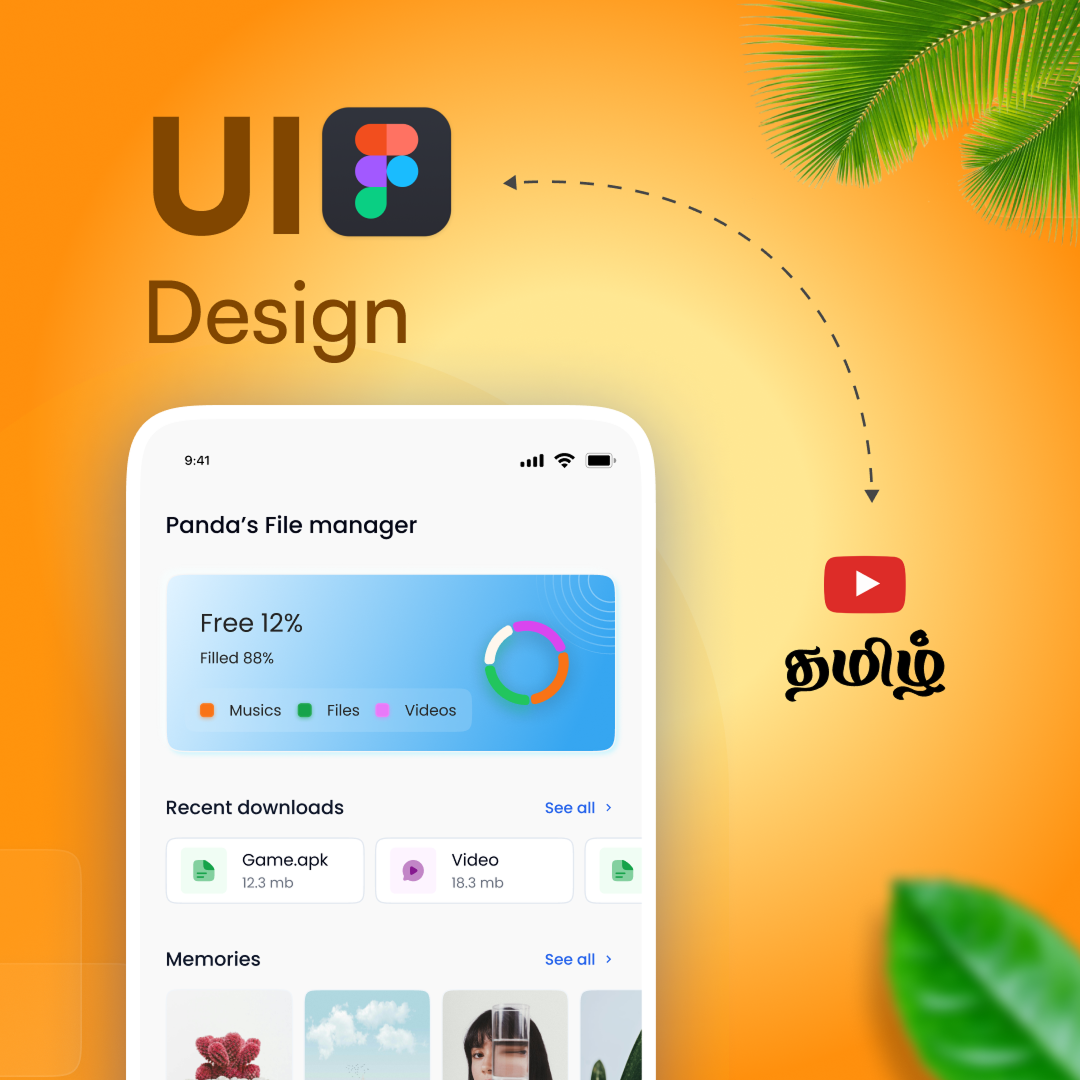 UI
Design
9:41
Panda’s File manager
Free 12%
Filled 88%
Musics Files Videos
Recent downloads See all
Game.apk Video
12.3 mb 18.3 mb
Memories See all
தமிழ்